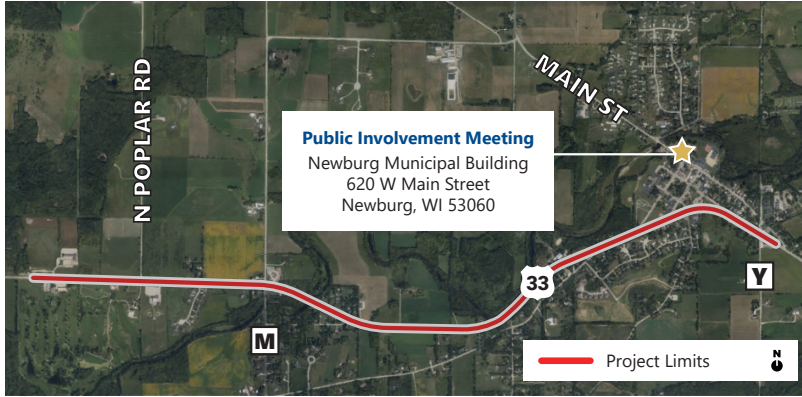 N POPLAR RD
MAIN ST
Public Involvement Meeting
Newburg Municipal Building
620 W Main Street
Newburg, WI 53060
33
Y
M
Project Limits
N